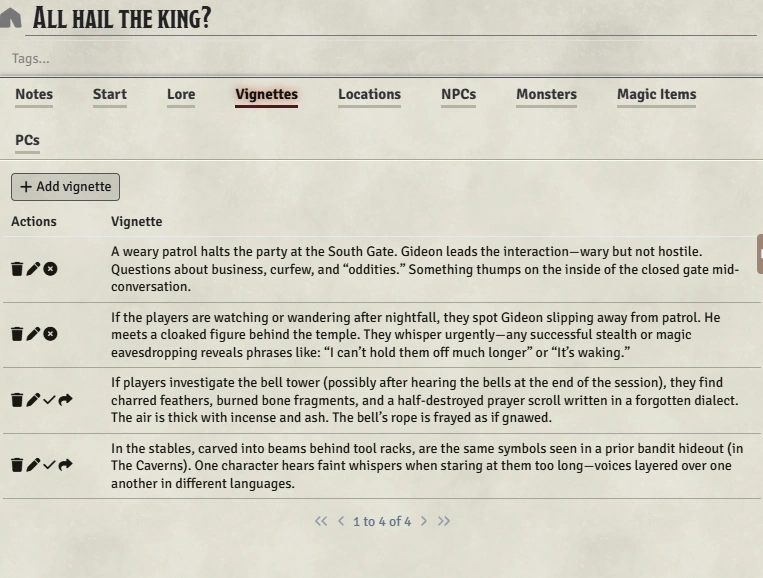 All hail the king?
Tags...
Notes Start Lore Vignettes Locations NPCs Monsters Magic Items
PCs
+ Add vignette
Actions Vignette
A weary patrol halts the party at the South Gate. Gideon leads the interaction—wary but not hostile.
Questions about business, curfew, and “oddities.” Something thumps on the inside of the closed gate mid-
conversation.
If the players are watching or wandering after nightfall, they spot Gideon slipping away from patrol. He
meets a cloaked figure behind the temple. They whisper urgently—any successful stealth or magic
eavesdropping reveals phrases like: “I can’t hold them off much longer” or “It’s waking.”
If players investigate the bell tower (possibly after hearing the bells at the end of the session), they find
charred feathers, burned bone fragments, and a half-destroyed prayer scroll written in a forgotten dialect.
The air is thick with incense and ash. The bell’s rope is frayed as if gnawed.
In the stables, carved into beams behind tool racks, are the same symbols seen in a prior bandit hideout (in
The Caverns). One character hears faint whispers when staring at them too long—voices layered over one
another in different languages.
1 to 4 of 4